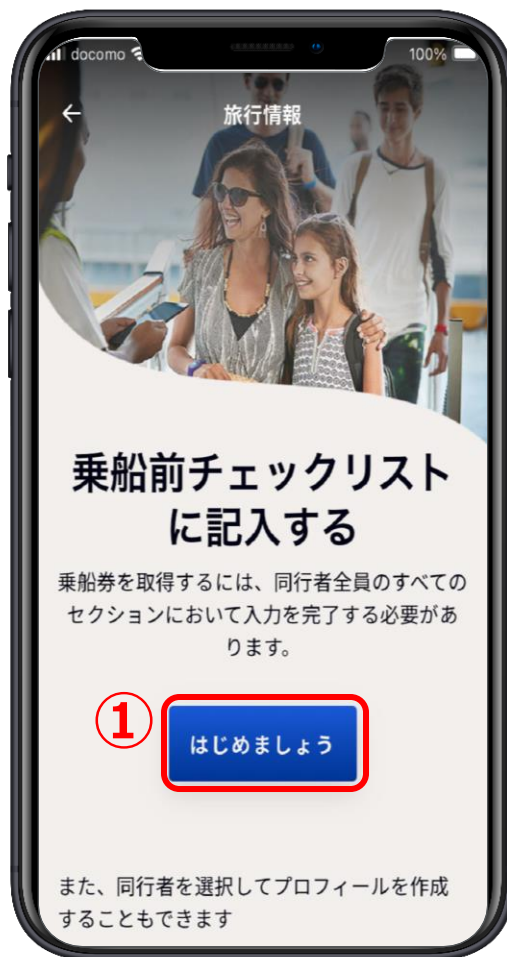 docomo 100%
旅行情報
乗船前チェックリスト
に記入する
乗船券を取得するには、同行者全員のすべての
セクションにおいて入力を完了する必要があ
ります。
①
はじめましょう
また、同行者を選択してプロフィールを作成
することもできます